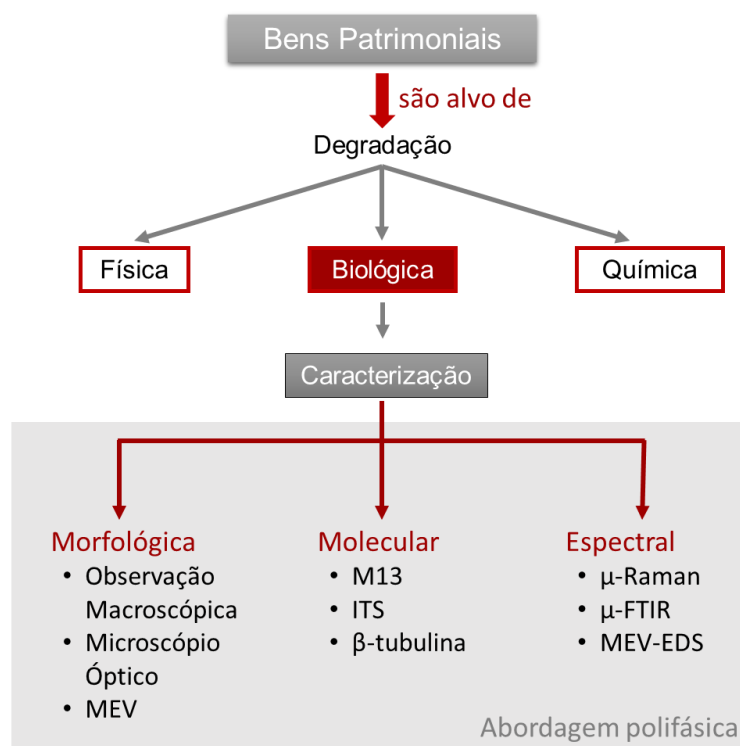 Bens Patrimoniais
são alvo de
Degradação
Física
Biológica
Química
Caracterização
Morfológica
• Observação
Macroscópica
• Microscópio
Óptico
• MEV
Molecular
• M13
• ITS
• β-tubulina
Espectral
• μ-Raman
• μ-FTIR
• MEV-EDS
Abordagem polifásica